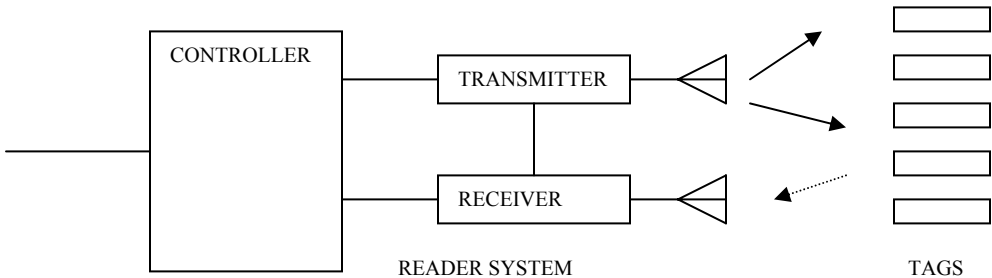 CONTROLLER
TRANSMITTER
RECEIVER
READER SYSTEM
TAGS